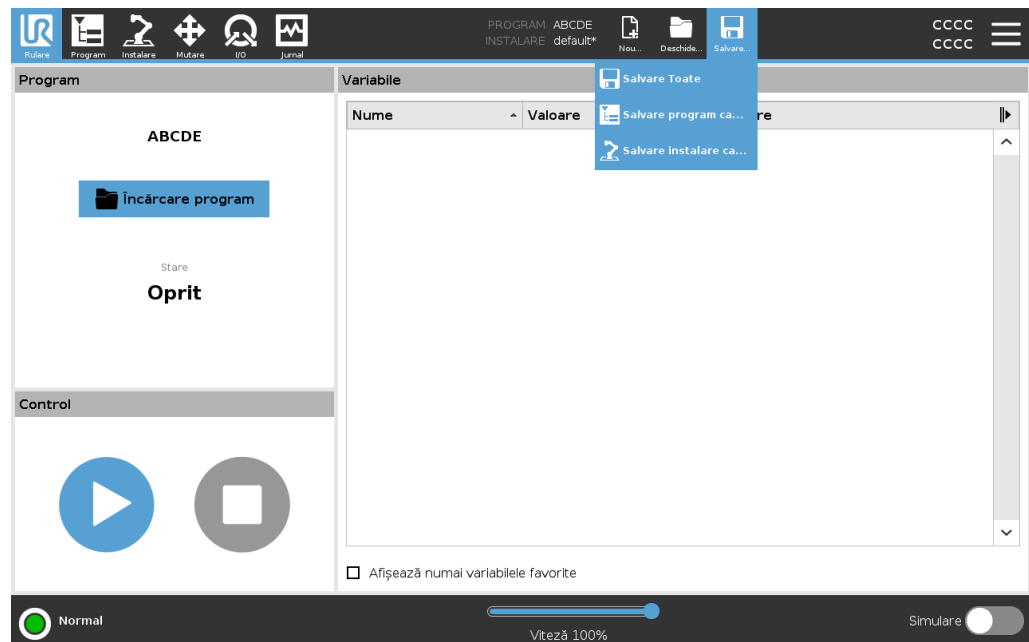 UR
Rulare
Program
Instalare
Mutare
I/O
Jurnal
PROGRAM ABCDE
INSTALARE default*
Nou...
Deschide...
Salvare...
CCCC
CCCC
Salvare Toate
Salvare program ca...
Salvare instalare ca...
Program
ABCDE
Încărcare program
Stare
Oprit
Control
Variabile
Nume
Valoare
re
Afișează numai variabilele favorite
Normal
Viteză 100%
Simulare